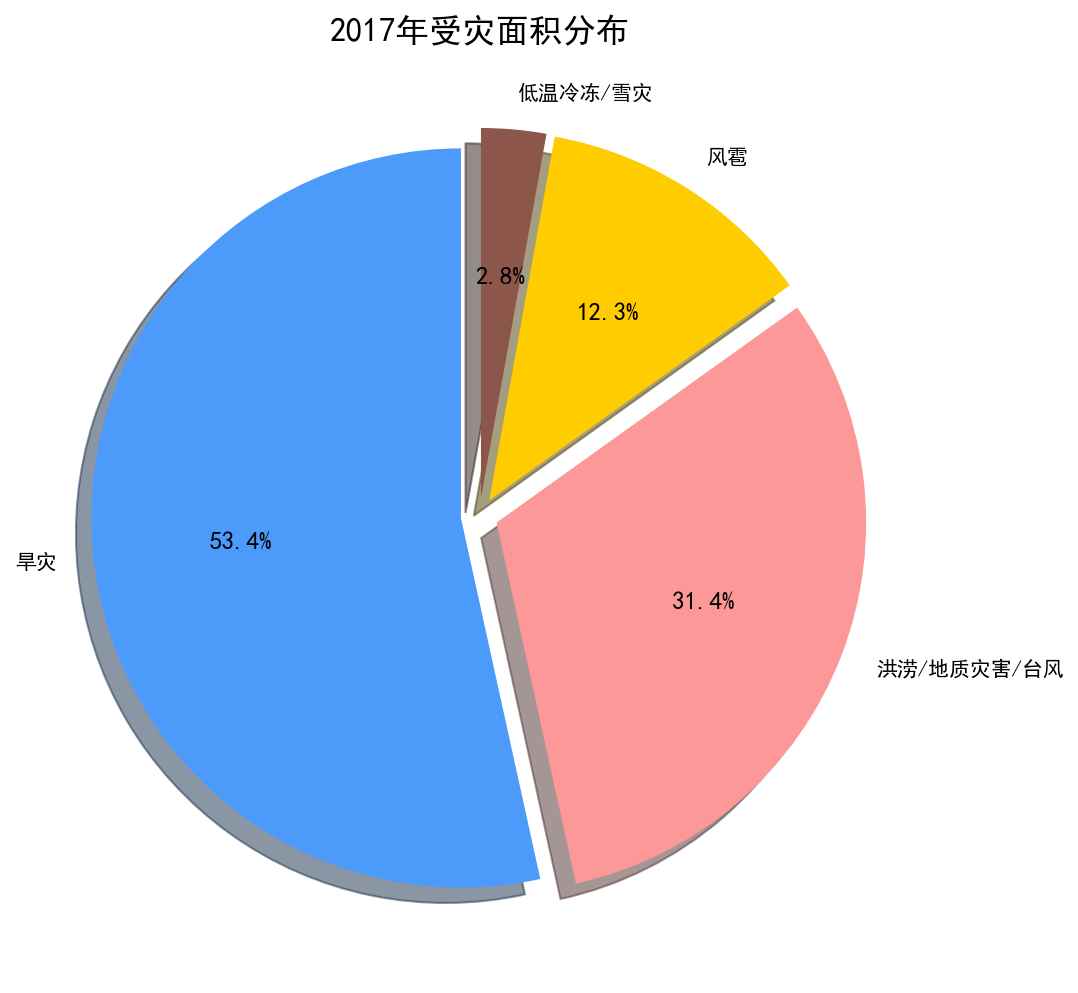 2017年受灾面积分布
低温冷冻/雪灾
风雹
2.8%
12.3%
53.4%
旱灾
31.4%
洪涝/地质灾害/台风